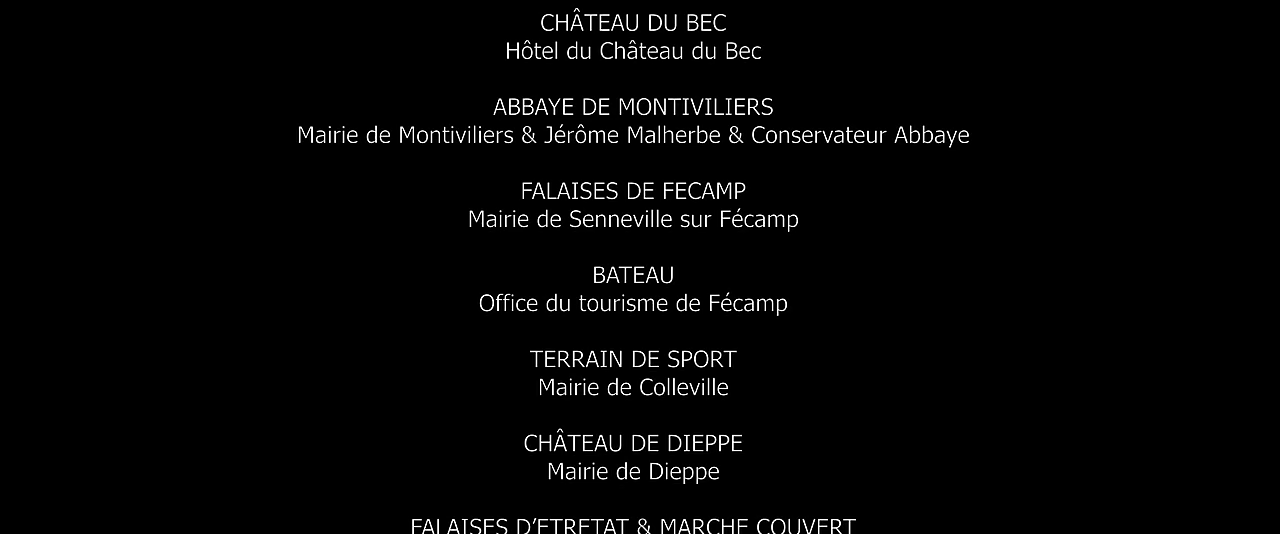 CHÂTEAU DU BEC
Hôtel du Château du Bec
ABBAYE DE MONTIVILIERS
Mairie de Montiviliers & Jérôme Malherbe & Conservateur Abbaye
FALAISES DE FECAMP
Mairie de Senneville sur Fécamp
BATEAU
Office du tourisme de Fécamp
TERRAIN DE SPORT
Mairie de Colleville
CHÂTEAU DE DIEPPE
Mairie de Dieppe
FALAISES D’ETRETAT & MARCHE COUVERT